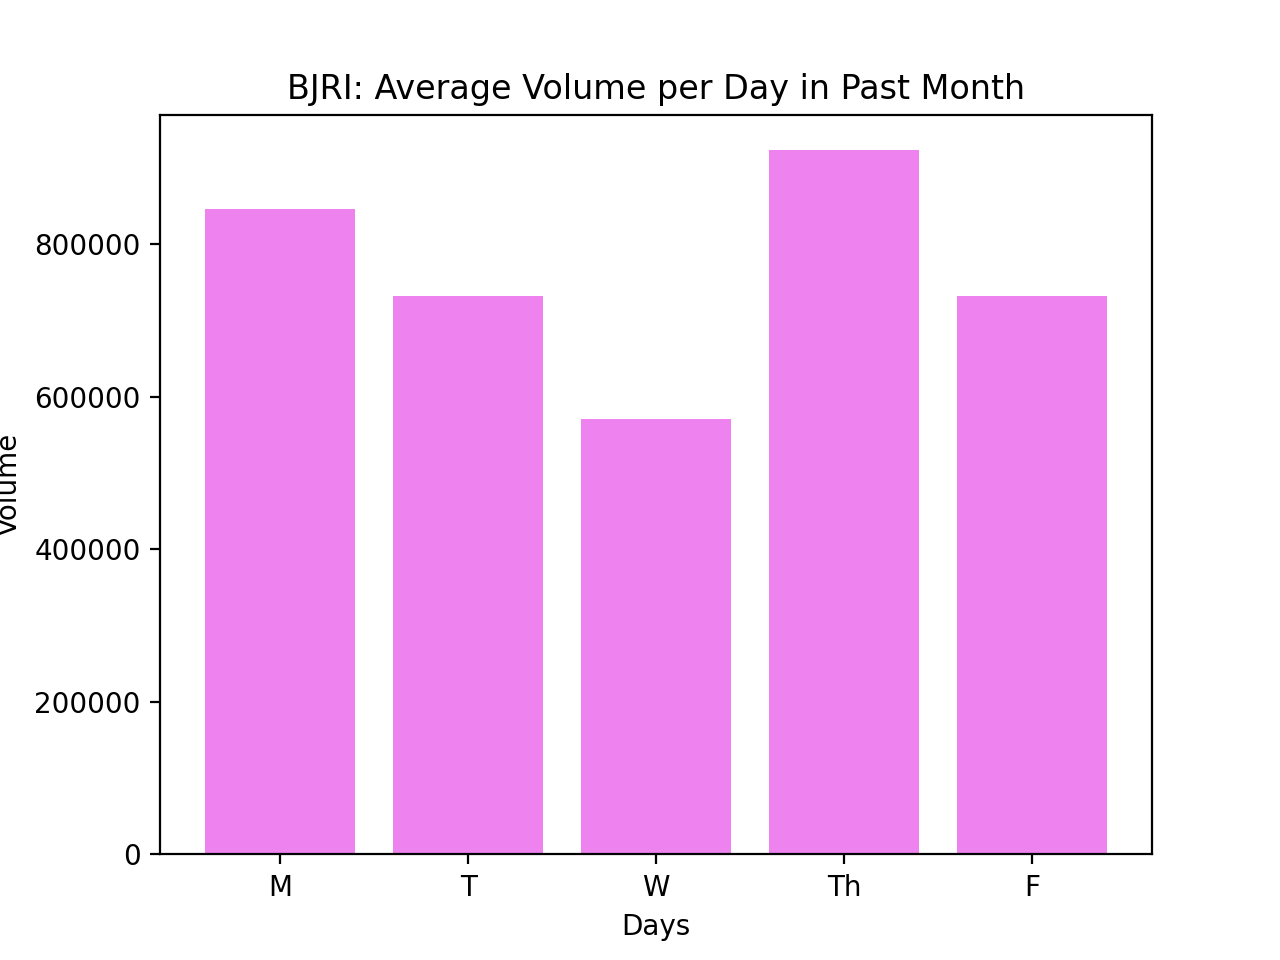 BJRI: Average Volume per Day in Past Month
800000
600000
400000
200000
0
Volume
M T W Th F
Days